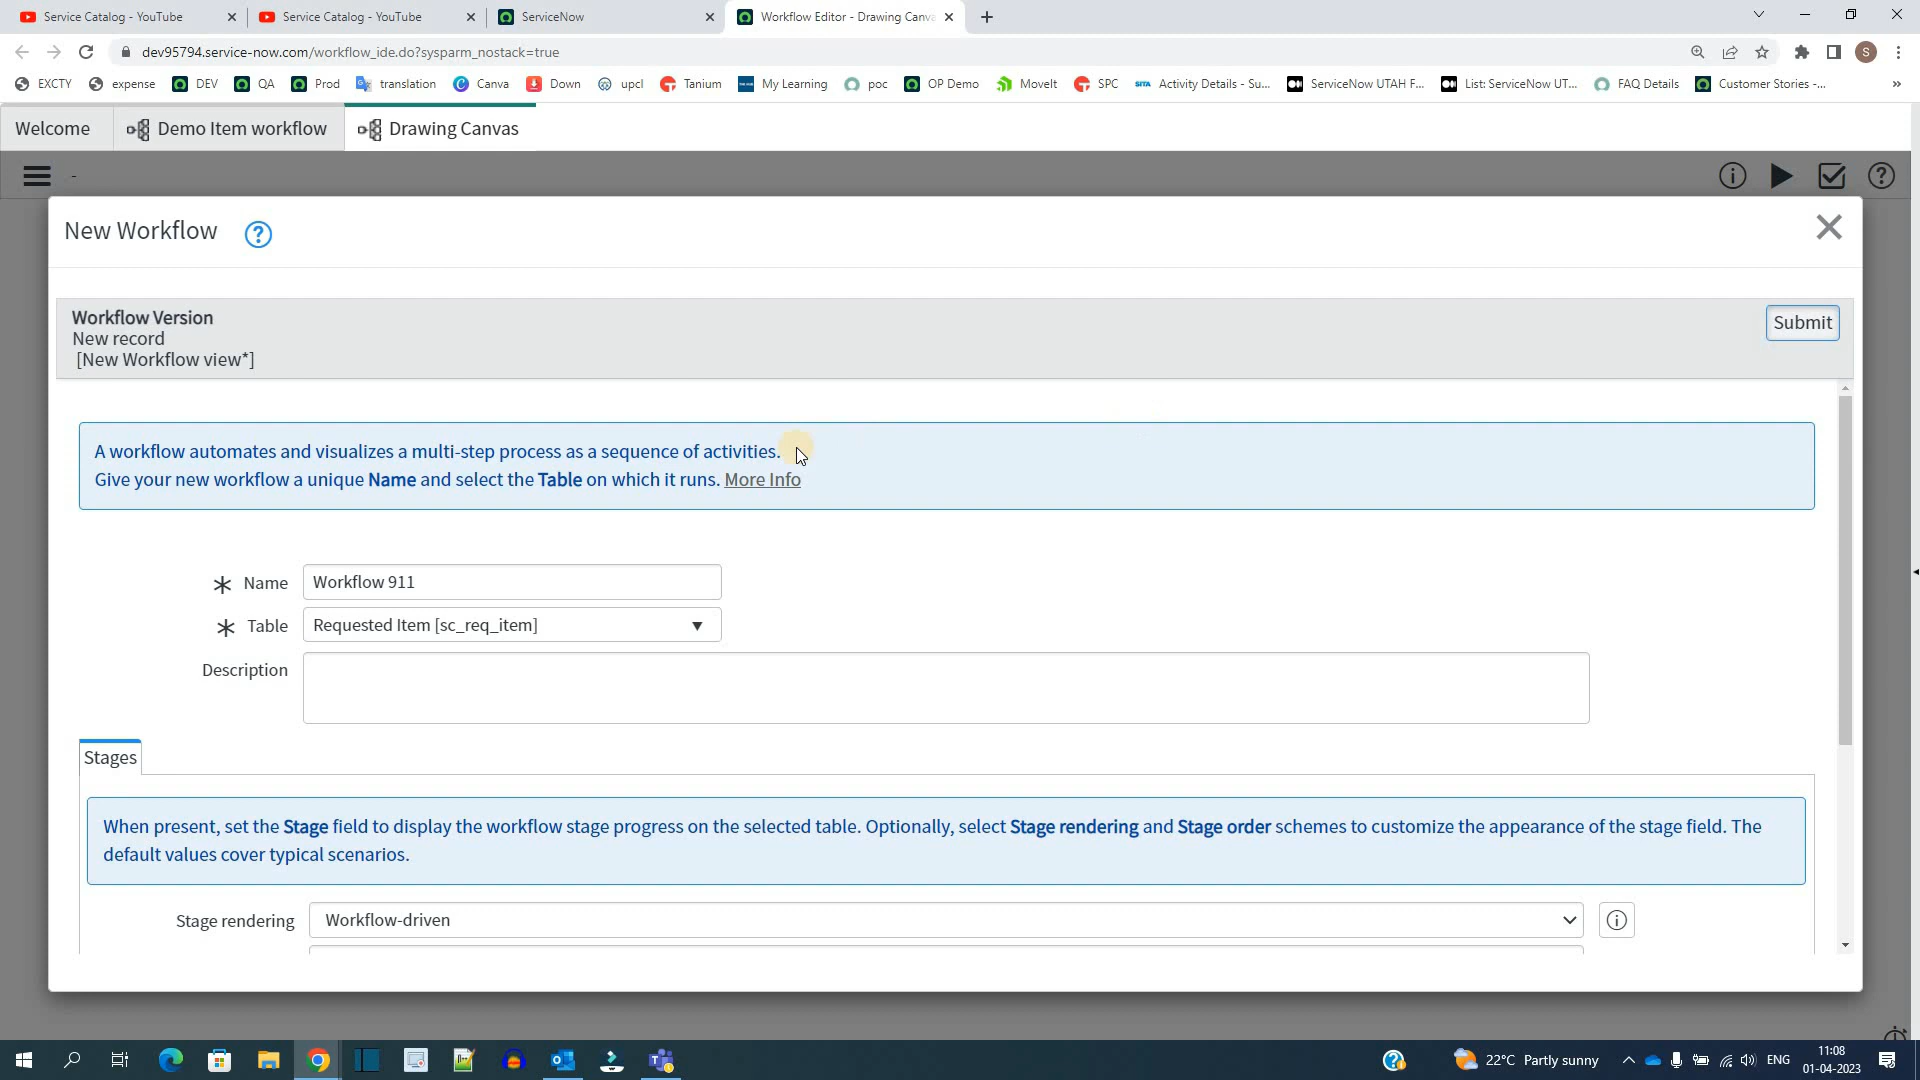 Service Catalog - YouTube
Service Catalog - YouTube
ServiceNow
Workflow Editor - Drawing Canva
dev95794.service-now.com/workflow_ide.do?sysparm_nostack=true
S
EXCTY
expense
DEV
QA
Prod
translation
Canva
Down
upcl
Tanium
My Learning
poc
OP Demo
MoveIt
SPC
SITA
Activity Details - Su...
ServiceNow UTAH F...
List: ServiceNow UT...
FAQ Details
Customer Stories -...
»
Welcome
Demo Item workflow
Drawing Canvas
-
New Workflow
Workflow Version
New record
[New Workflow view*]
Submit
A workflow automates and visualizes a multi-step process as a sequence of activities.
Give your new workflow a unique Name and select the Table on which it runs. More Info
Name
Workflow 911
Table
Requested Item [sc_req_item]
Description
Stages
When present, set the Stage field to display the workflow stage progress on the selected table. Optionally, select Stage rendering and Stage order schemes to customize the appearance of the stage field. The
default values cover typical scenarios.
Stage rendering
Workflow-driven
22°C Partly sunny
ENG
11:08
01-04-2023